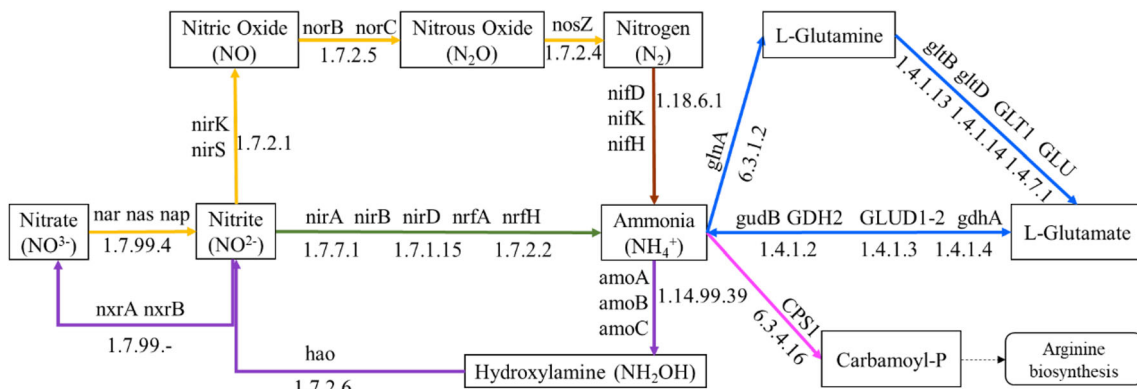 Nitric Oxide
(NO)
norB norC
1.7.2.5
Nitrous Oxide
(N₂O)
nosZ
1.7.2.4
Nitrogen
(N₂)
L-Glutamine
gltB gltD GLT1 GLU
1.4.1.13 1.4.1.14 1.4.7.1
nirK
nirS
1.7.2.1
nifD
nifK
nifH
1.18.6.1
glnA
6.3.1.2
Nitrate
(NO³⁻)
nar nas nap
1.7.99.4
Nitrite
(NO²⁻)
nirA nirB nirD nrfA nrfH
1.7.7.1 1.7.1.15 1.7.2.2
Ammonia
(NH₄⁺)
gudB GDH2 GLUD1-2 gdhA
1.4.1.2 1.4.1.3 1.4.1.4
L-Glutamate
nxrA nxrB
1.7.99.-
amoA
amoB
amoC
1.14.99.39
CPS1
6.3.4.16
hao
1.7.2.6
Hydroxylamine (NH₂OH)
Carbamoyl-P
Arginine
biosynthesis